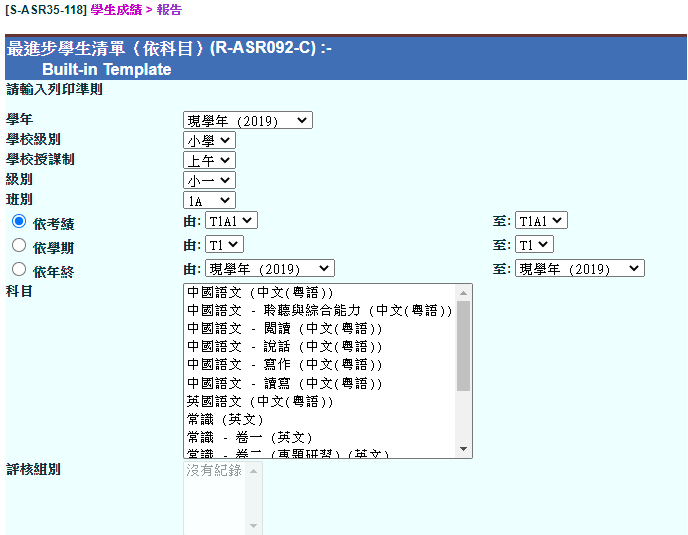 [S-ASR35-118] 學生成績 > 報告
最進步學生清單（依科目）(R-ASR092-C) :-
Built-in Template
請輸入列印準則
學年 現學年 (2019)
學校級別 小學
學校授課制 上午
級別 小一
班別 1A
依考績 由: T1A1 至: T1A1
依學期 由: T1 至: T1
依年終 由: 現學年 (2019) 至: 現學年 (2019)
科目 中國語文 (中文(粵語))
中國語文 - 聆聽與綜合能力 (中文(粵語))
中國語文 - 閱讀 (中文(粵語))
中國語文 - 說話 (中文(粵語))
中國語文 - 寫作 (中文(粵語))
中國語文 - 讀寫 (中文(粵語))
英國語文 (中文(粵語))
常識 (英文)
常識 - 卷一 (英文)
常識 - 卷二 (專題研習) (英文)
評核組別 沒有紀錄